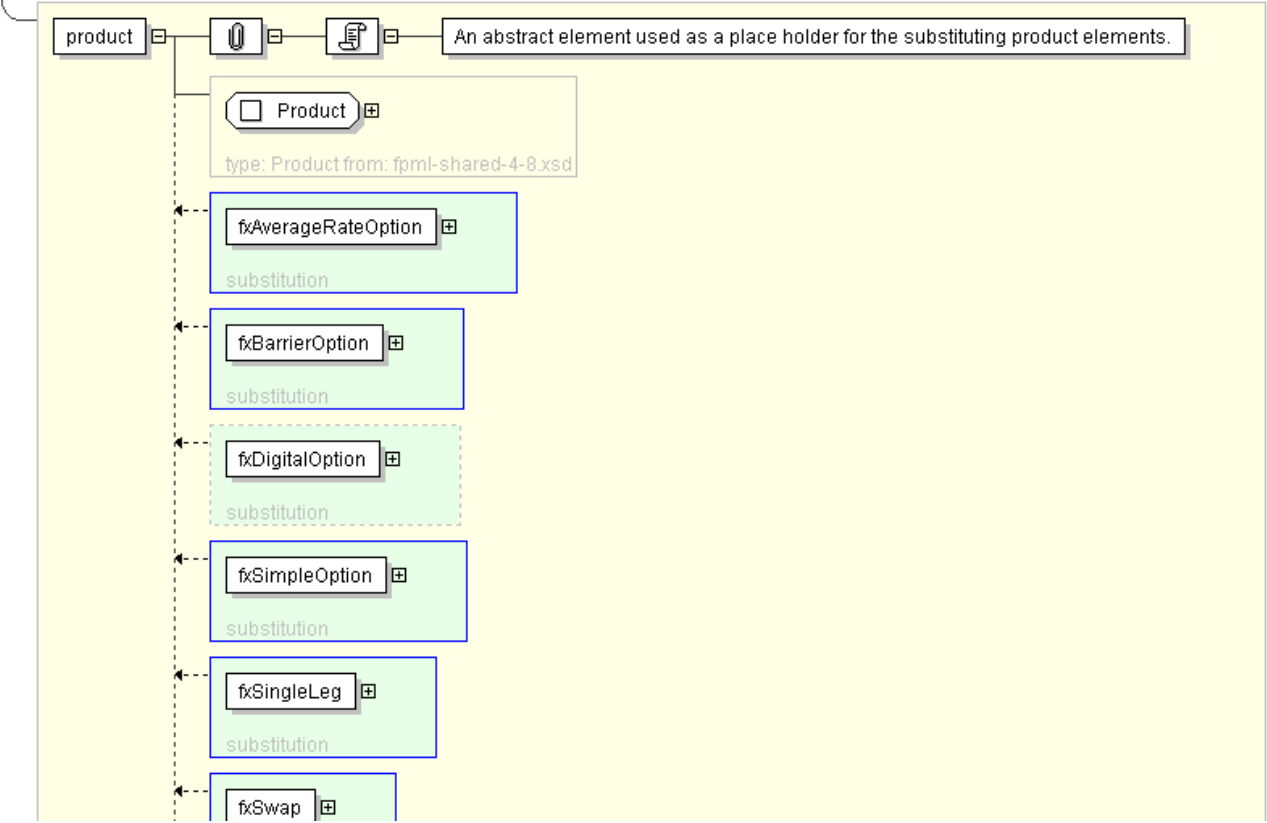 product
An abstract element used as a place holder for the substituting product elements.
Product
type: Product from: fpml-shared-4-8.xsd
fxAverageRateOption
substitution
fxBarrierOption
substitution
fxDigitalOption
substitution
fxSimpleOption
substitution
fxSingleLeg
substitution
fxSwap